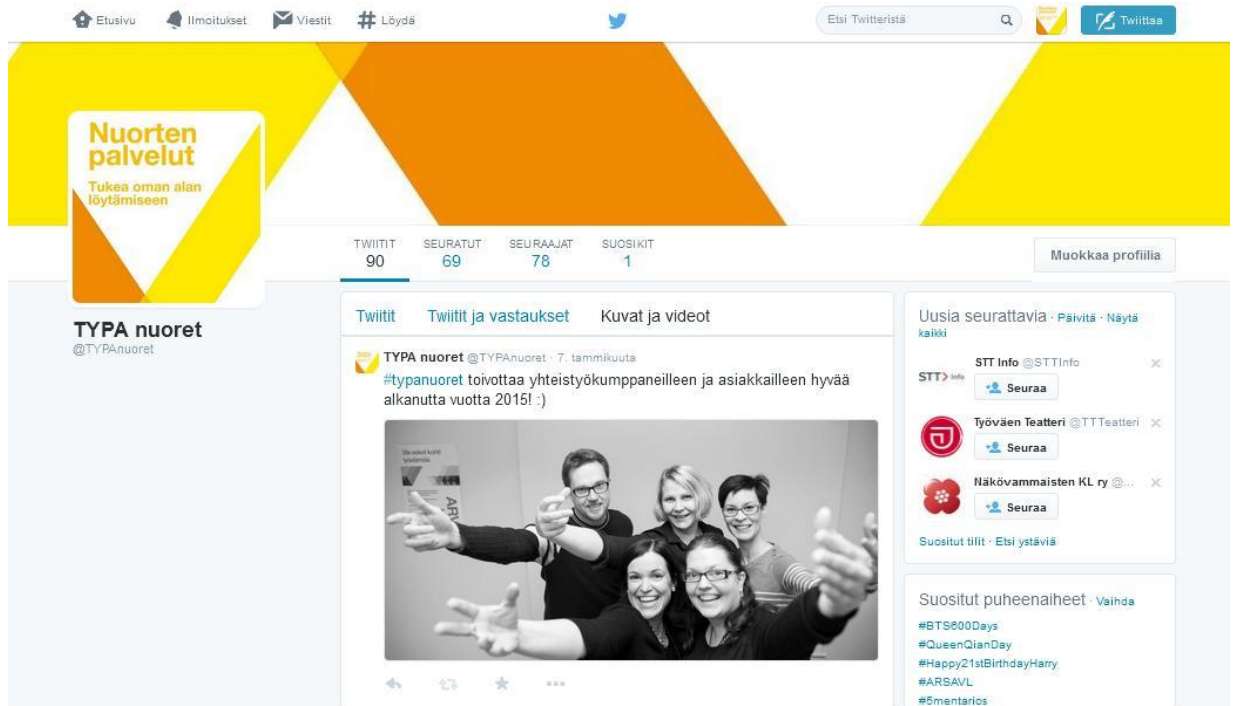 Etusivu Ilmoitukset Viestit Löydä Etsi Twitteristä Twiittaa
Nuorten
palvelut
Tukea oman alan
löytämiseen
TWIITIT SEURATUT SEURAAJAT SUOSIKIT
90 69 78 1
Muokkaa profiilia
TYPA nuoret
@TYPAnuoret
Twiitit Twiitit ja vastaukset Kuvat ja videot
TYPA nuoret @TYPAnuoret · 7. tammikuuta
#typanuoret toivottaa yhteistyökumppaneilleen ja asiakkailleen hyvää
alkanutta vuotta 2015! :)
ARV
Uusia seurattavia · Päivitä · Näytä
kaikki
STT Info
STT Info @STTInfo
Seuraa
Työväen Teatteri @TTTeatteri
Seuraa
Näkövammaisten KL ry @...
Seuraa
Suositut tilit · Etsi ystäviä
Suositut puheenaiheet · Vaihda
#BTS600Days
#QueenQianDay
#Happy21stBirthdayHarry
#ARSAVL
#5mentarios